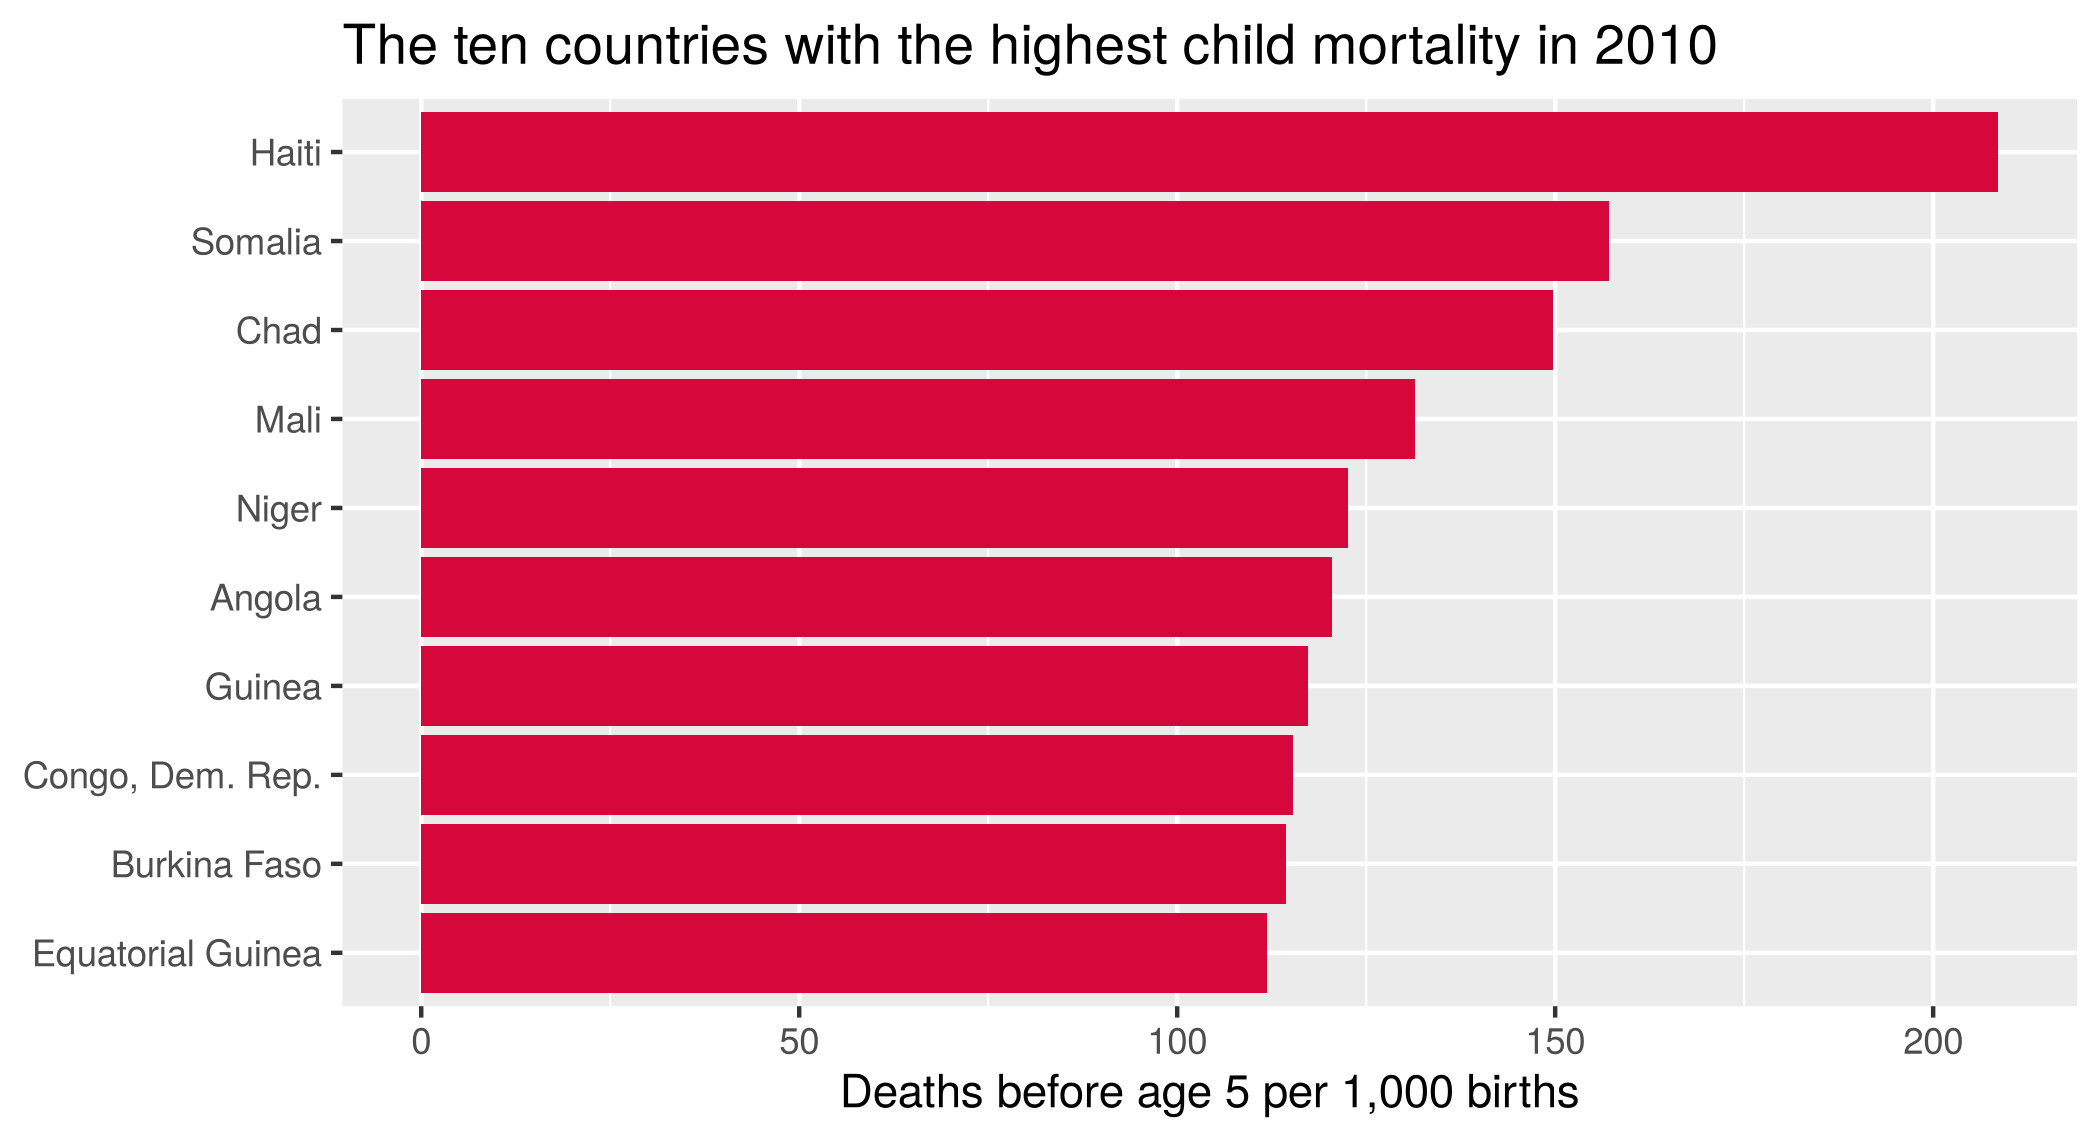 The ten countries with the highest child mortality in 2010
Haiti
Somalia
Chad
Mali
Niger
Angola
Guinea
Congo, Dem. Rep.
Burkina Faso
Equatorial Guinea
0 50 100 150 200
Deaths before age 5 per 1,000 births